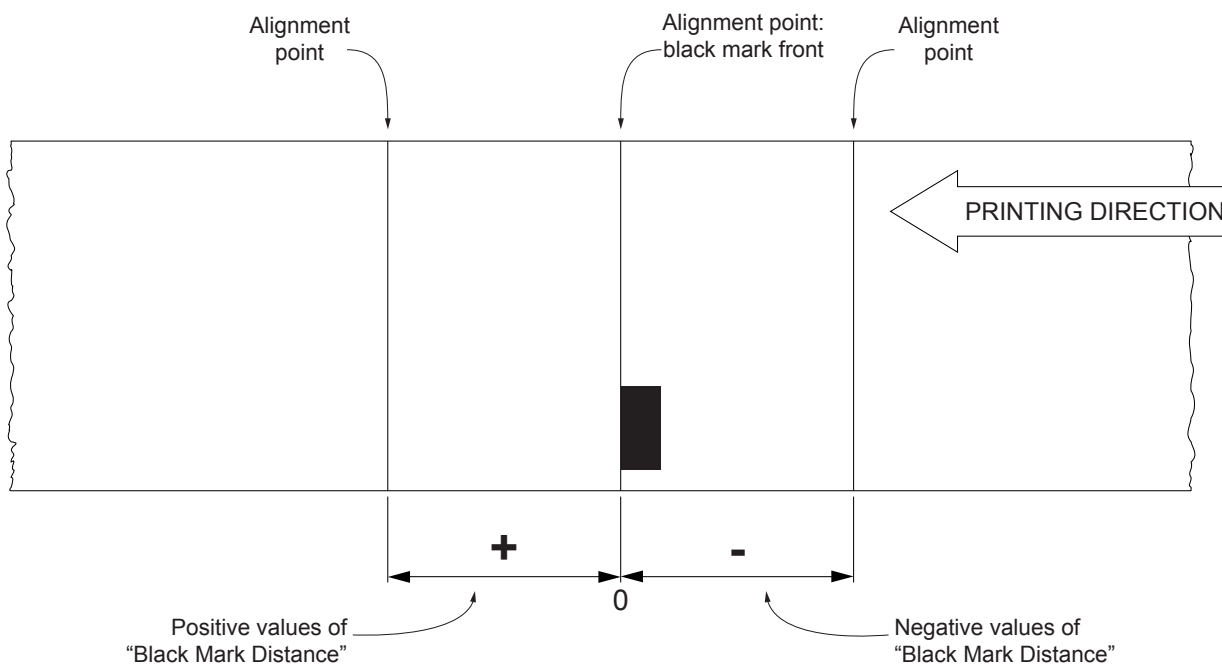 Alignment
point
Alignment point:
black mark front
Alignment
point
PRINTING DIRECTION
+
-
0
Positive values of
“Black Mark Distance”
Negative values of
“Black Mark Distance”